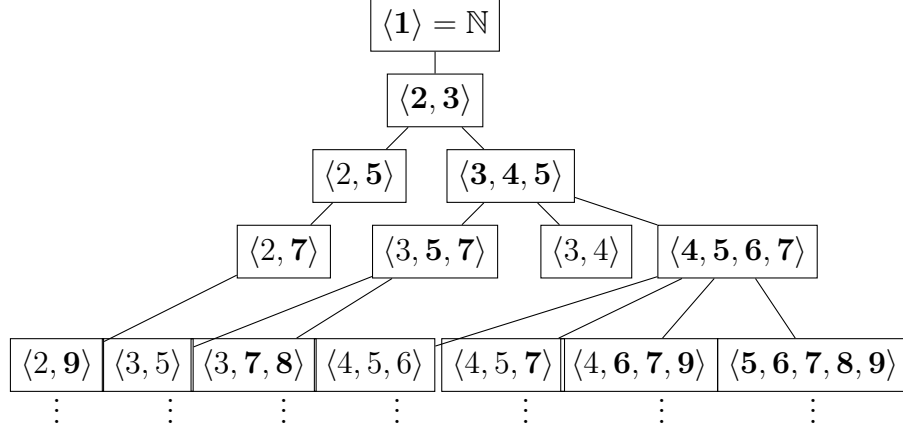 ⟨1⟩ = ℕ
⟨2, 3⟩
⟨2, 5⟩ ⟨3, 4, 5⟩
⟨2, 7⟩ ⟨3, 5, 7⟩ ⟨3, 4⟩ ⟨4, 5, 6, 7⟩
⟨2, 9⟩ ⟨3, 5⟩ ⟨3, 7, 8⟩ ⟨4, 5, 6⟩ ⟨4, 5, 7⟩ ⟨4, 6, 7, 9⟩ ⟨5, 6, 7, 8, 9⟩
⋮ ⋮ ⋮ ⋮ ⋮ ⋮ ⋮